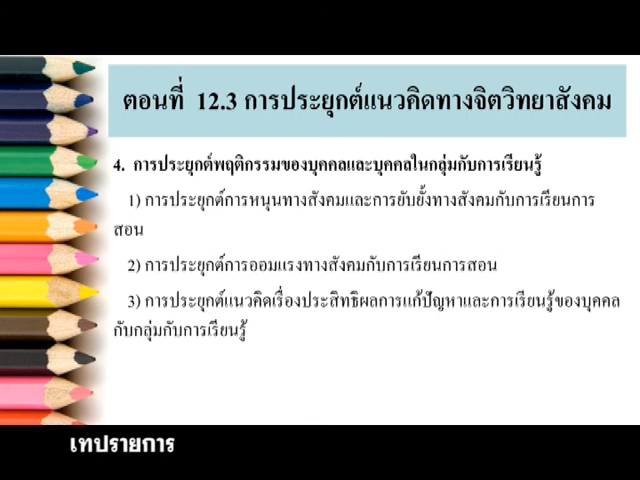 ตอนที่ 12.3 การประยุกต์แนวคิดทางจิตวิทยาสังคม
4. การประยุกต์พฤติกรรมของบุคคลและบุคคลในกลุ่มกับการเรียนรู้
1) การประยุกต์การหนุนทางสังคมและการยับยั้งทางสังคมกับการเรียนการ
สอน
2) การประยุกต์การออมแรงทางสังคมกับการเรียนการสอน
3) การประยุกต์แนวคิดเรื่องประสิทธิผลการแก้ปัญหาและการเรียนรู้ของบุคคล
กับกลุ่มกับการเรียนรู้
เทปรายการ